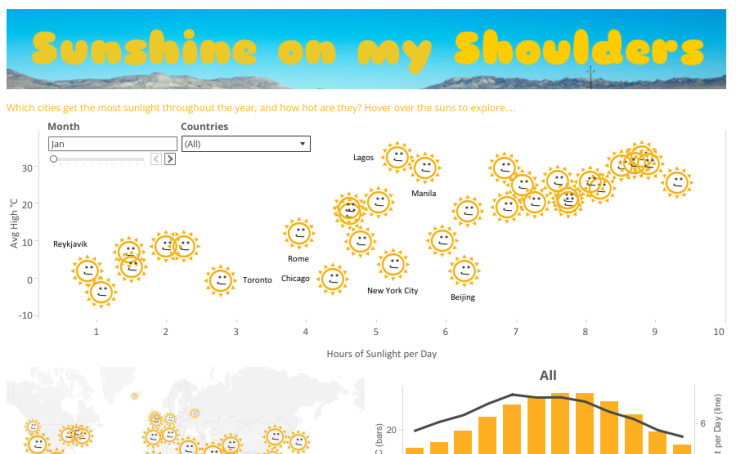 Sunshine on my Shoulders
Which cities get the most sunlight throughout the year, and how hot are they? Hover over the suns to explore....
Month
Countries
Jan
(All)
Avg High °C
30
20
10
0
-10
Lagos
Manila
Reykjavik
Rome
Toronto
Chicago
New York City
Beijing
1 2 3 4 5 6 7 8 9 10
Hours of Sunlight per Day
All
20
C (bars)
6
t per Day (line)